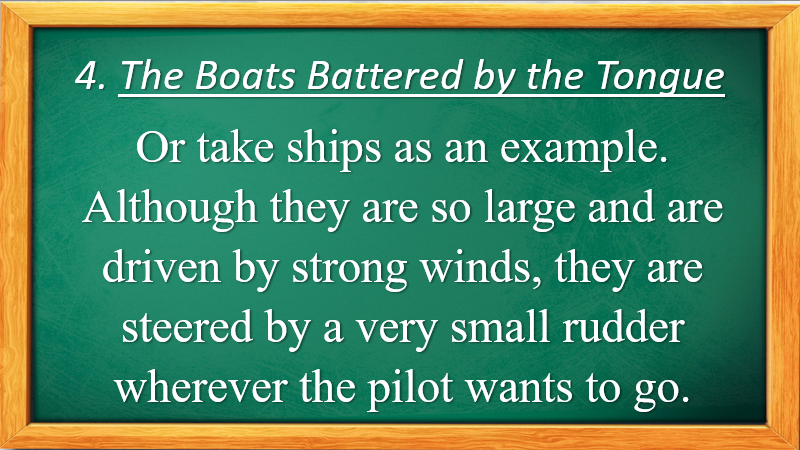 4. The Boats Battered by the Tongue
Or take ships as an example.
Although they are so large and are
driven by strong winds, they are
steered by a very small rudder
wherever the pilot wants to go.